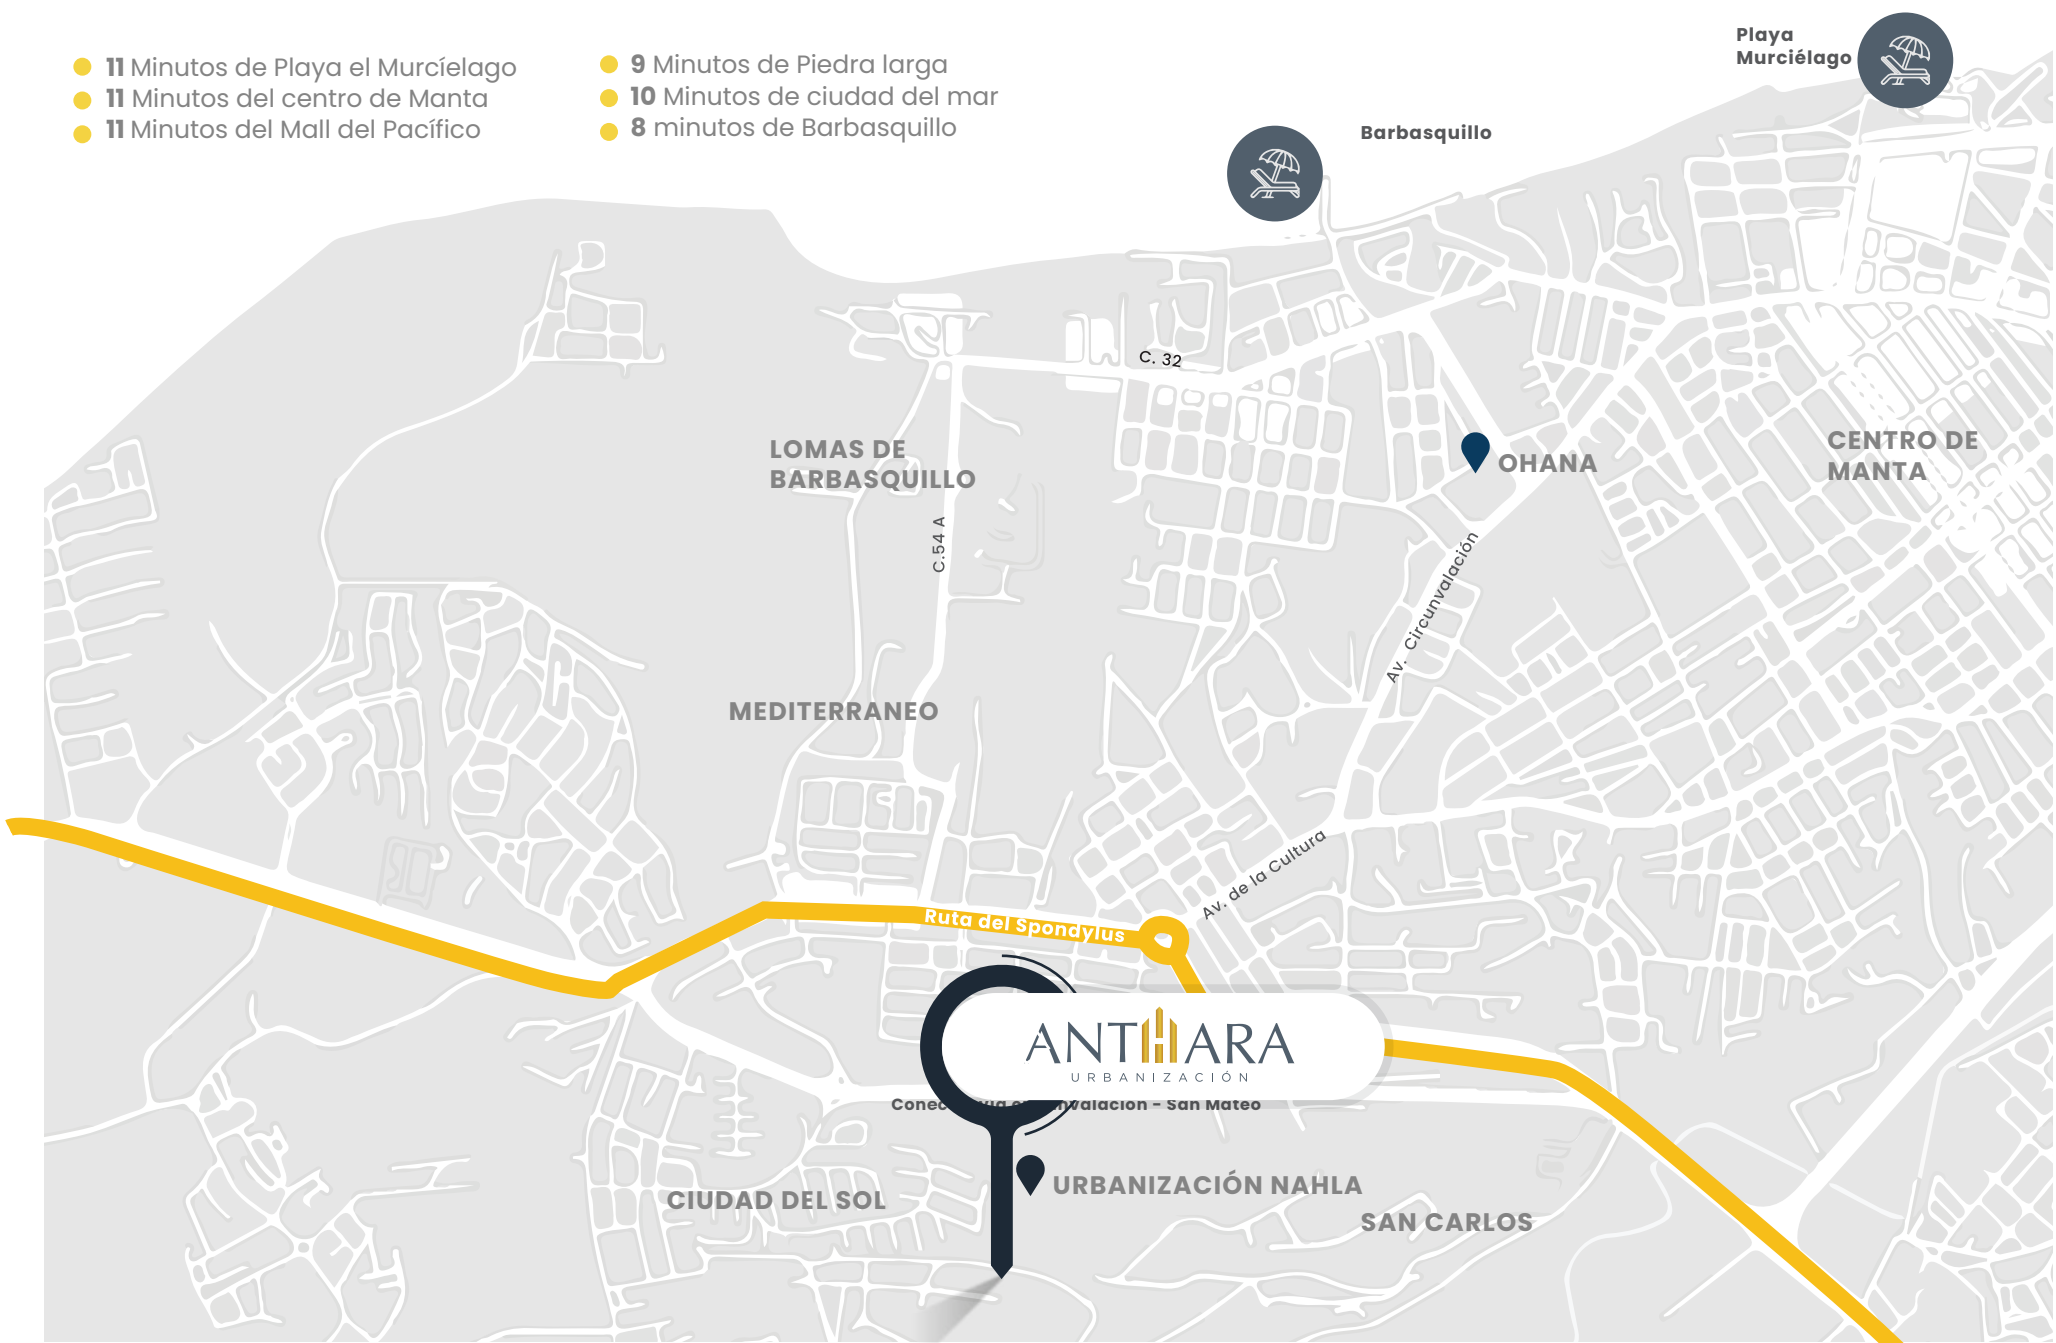 11 Minutos de Playa el Murcíelago
11 Minutos del centro de Manta
11 Minutos del Mall del Pacífico
9 Minutos de Piedra larga
10 Minutos de ciudad del mar
8 minutos de Barbasquillo
Playa
Murciélago
Barbasquillo
C. 32
LOMAS DE
BARBASQUILLO
OHANA
CENTRO DE
MANTA
C.54 A
Av. Circunvalación
MEDITERRANEO
Av. de la Cultura
Ruta del Spondylus
ANTHARA
URBANIZACIÓN
San Mateo
URBANIZACIÓN NAHLA
CIUDAD DEL SOL
SAN CARLOS